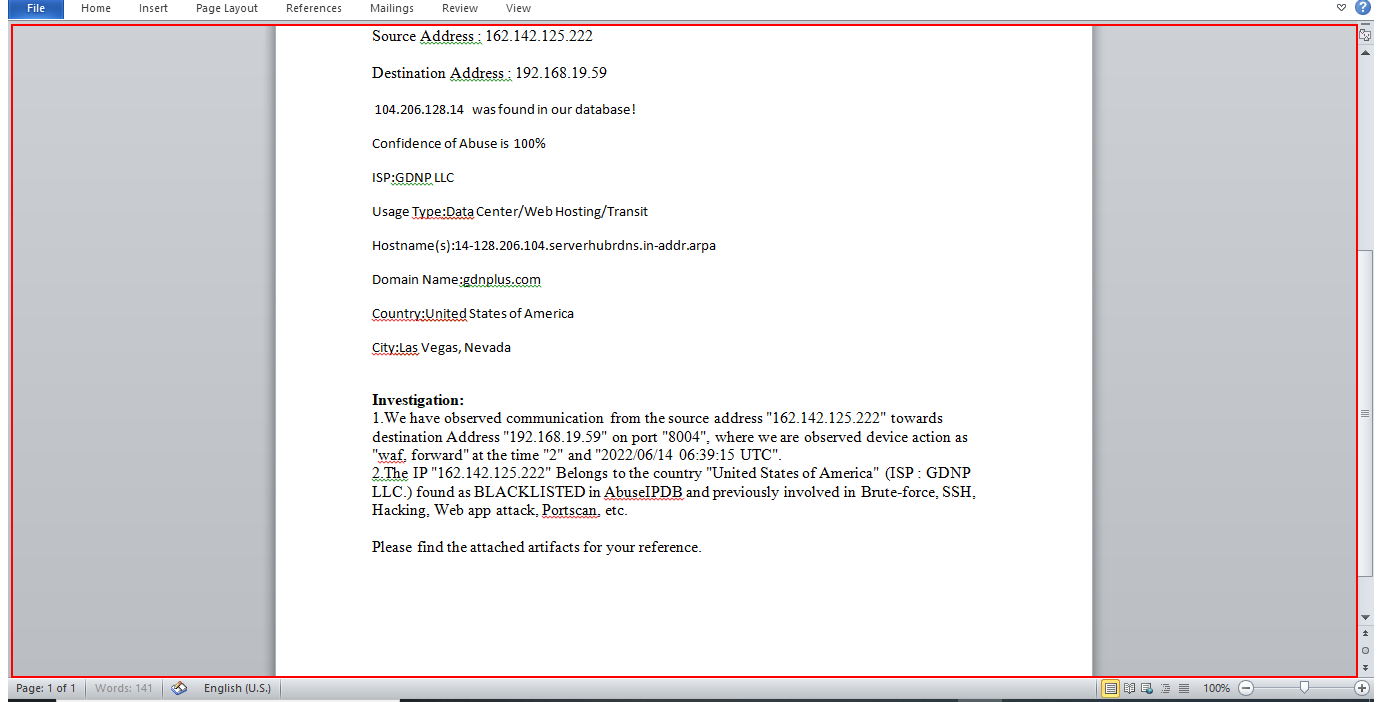 File Home Insert Page Layout References Mailings Review View
Source Address : 162.142.125.222
Destination Address : 192.168.19.59
104.206.128.14 was found in our database!
Confidence of Abuse is 100%
ISP:GDNP LLC
Usage Type:Data Center/Web Hosting/Transit
Hostname(s):14-128.206.104.serverhubrdns.in-addr.arpa
Domain Name:gdnplus.com
Country:United States of America
City:Las Vegas, Nevada
Investigation:
1.We have observed communication from the source address "162.142.125.222" towards
destination Address "192.168.19.59" on port "8004", where we are observed device action as
"waf, forward" at the time "2" and "2022/06/14 06:39:15 UTC".
2.The IP "162.142.125.222" Belongs to the country "United States of America" (ISP : GDNP
LLC.) found as BLACKLISTED in AbuseIPDB and previously involved in Brute-force, SSH,
Hacking, Web app attack, Portscan, etc.
Please find the attached artifacts for your reference.
Page: 1 of 1 Words: 141 English (U.S.) 100%